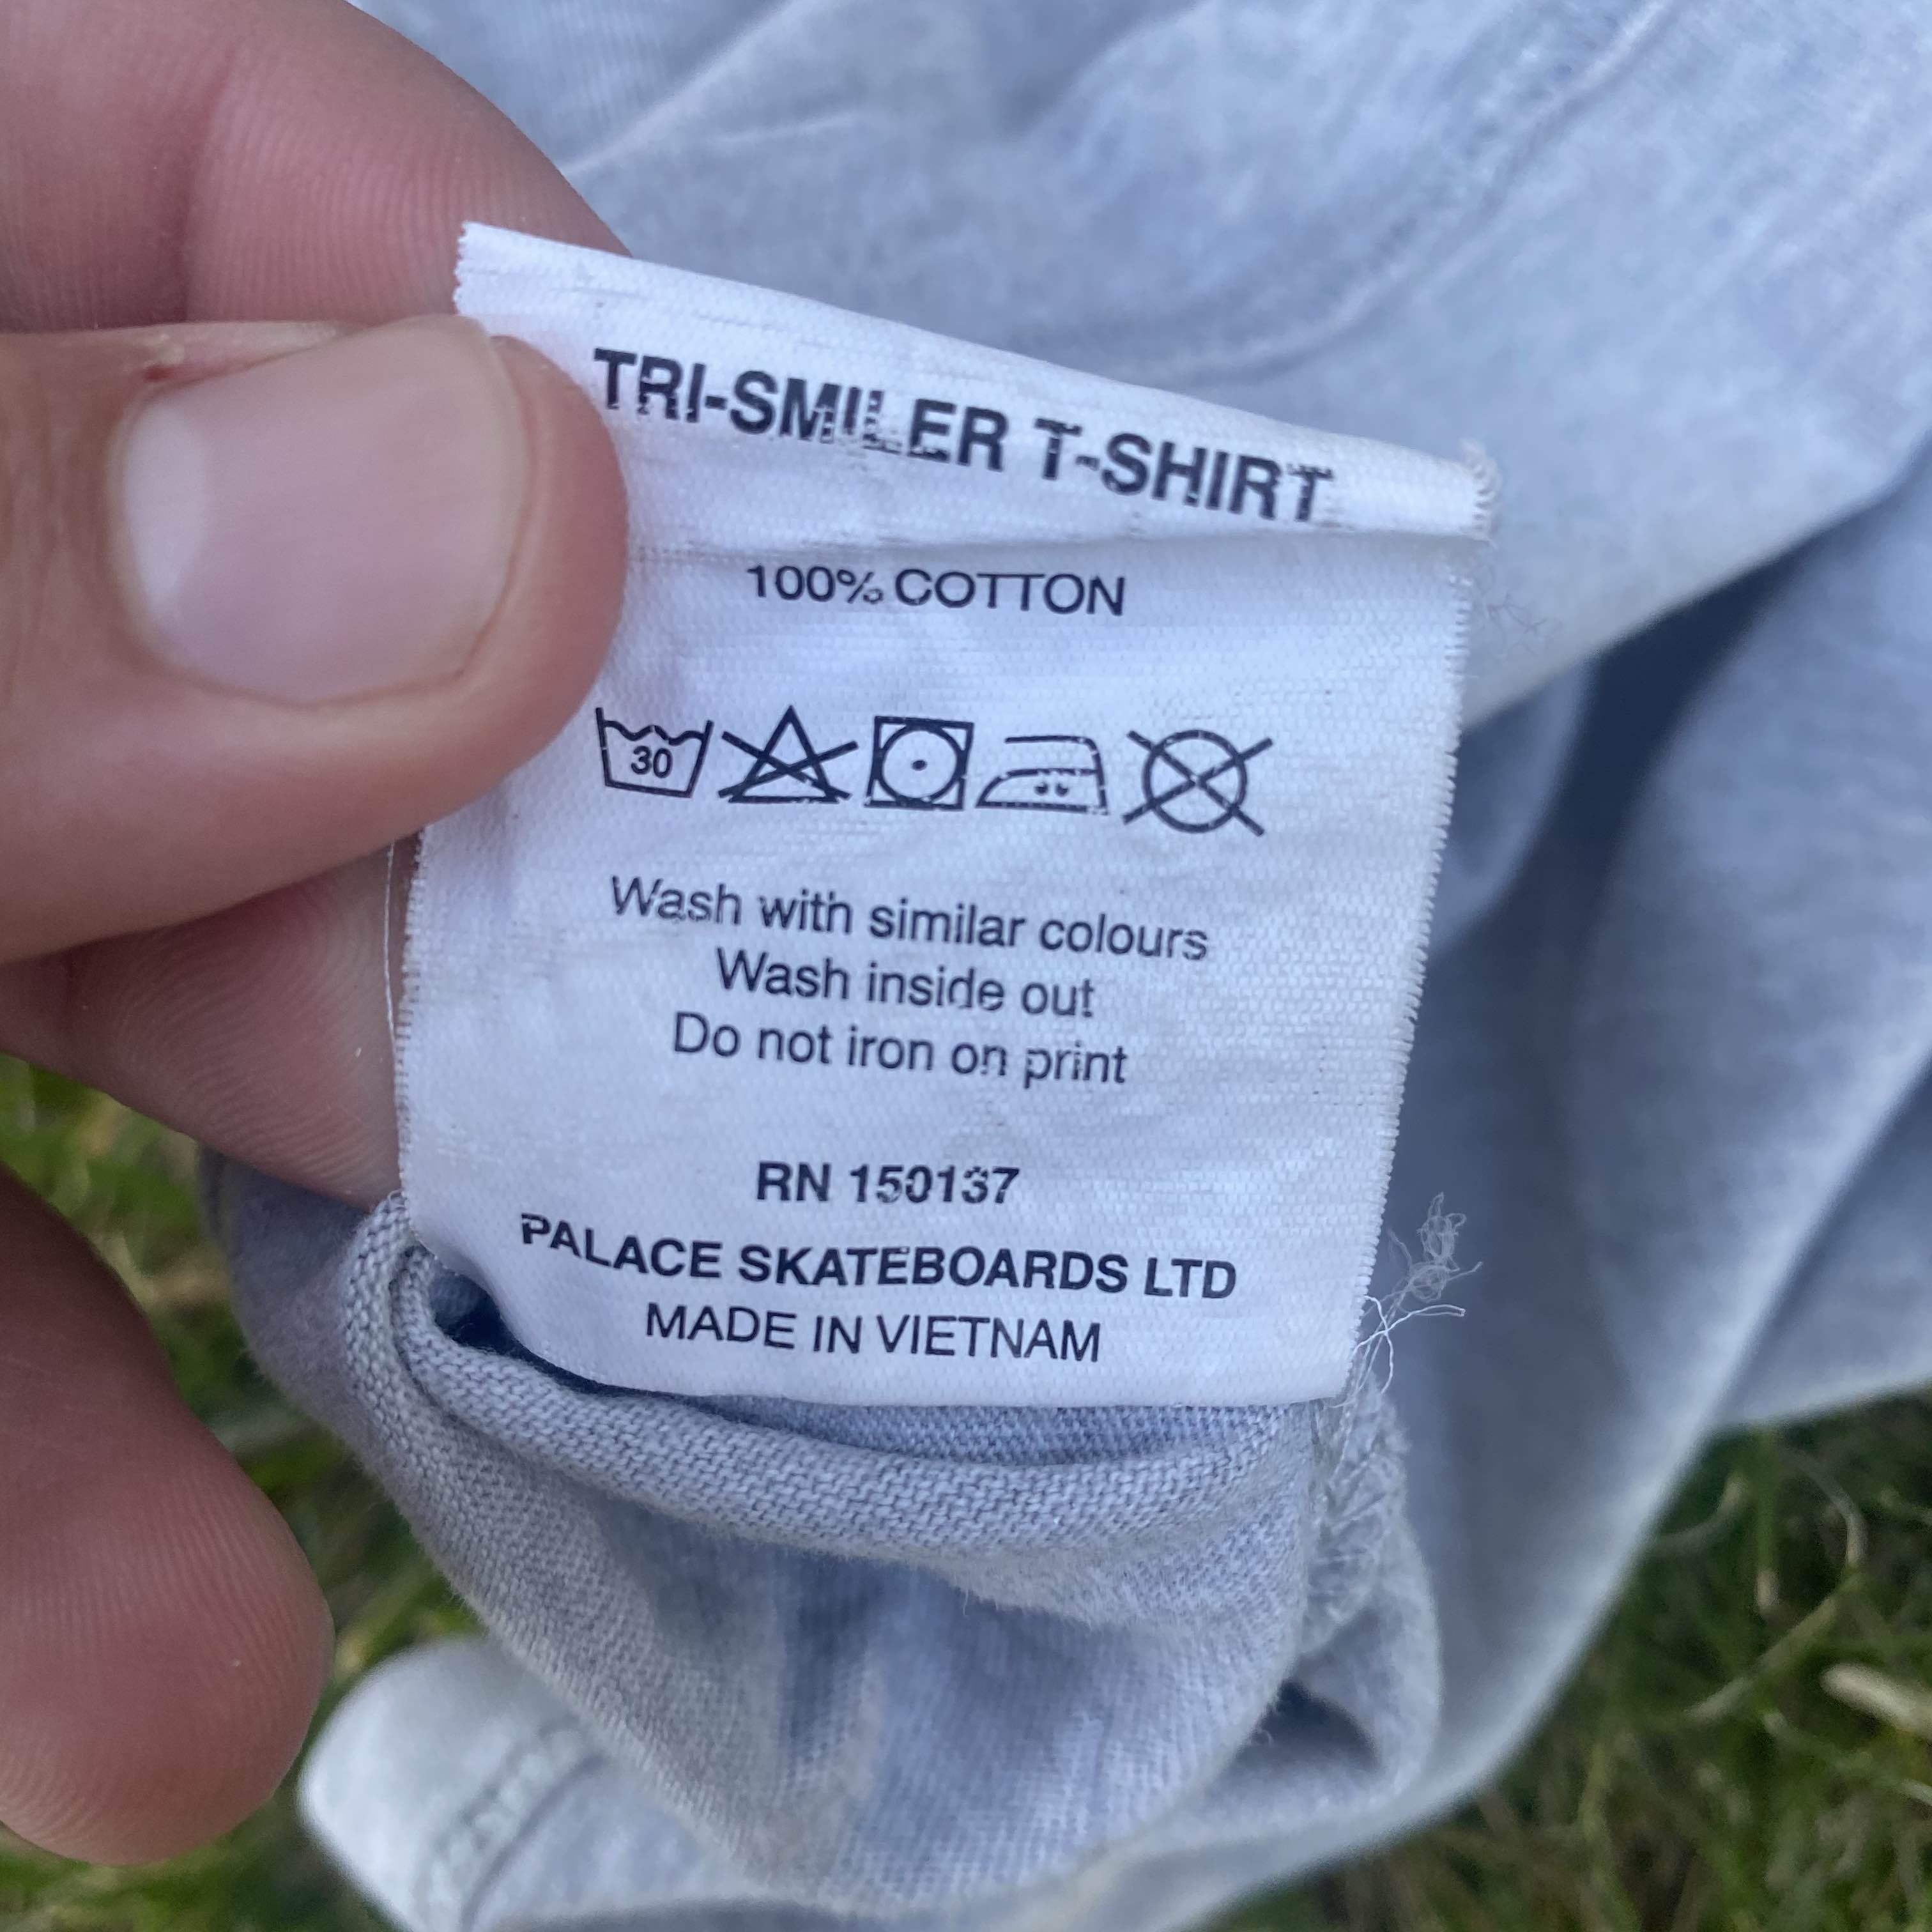 TRI-SMILER T-SHIRT
100% COTTON
30
Wash with similar colours
Wash inside out
Do not iron on print
RN 150137
PALACE SKATEBOARDS LTD
MADE IN VIETNAM